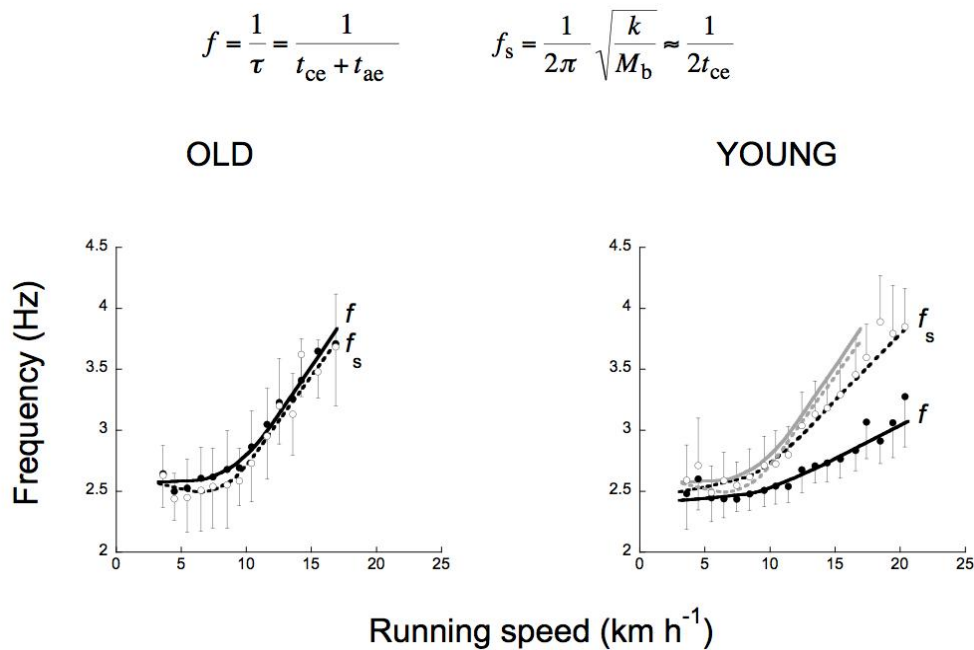 f = 1/τ = 1/(t_ce + t_ae)
f_s = 1/(2π) √(k/M_b) ≈ 1/(2t_ce)
OLD
YOUNG
Frequency (Hz)
4.5
4
3.5
3
2.5
2
0 5 10 15 20 25
f
f_s
4.5
4
3.5
3
2.5
2
0 5 10 15 20 25
f_s
f
Running speed (km h⁻¹)